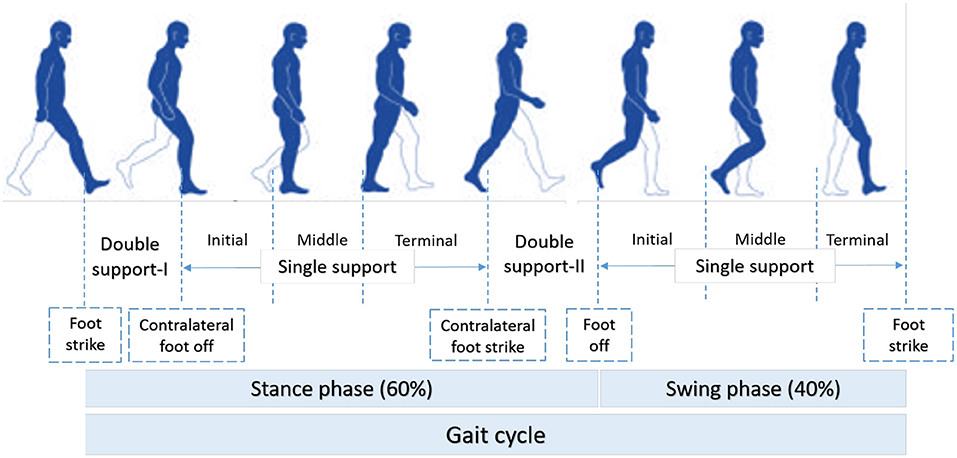 Double
support-I
Initial
Middle
Terminal
Single support
Double
support-II
Initial
Middle
Terminal
Single support
Foot
strike
Contralateral
foot off
Contralateral
foot strike
Foot
off
Foot
strike
Stance phase (60%)
Swing phase (40%)
Gait cycle